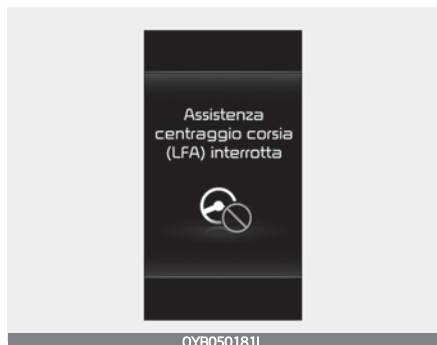 Assistenza
centraggio corsia
(LFA) interrotta
OYB050181L